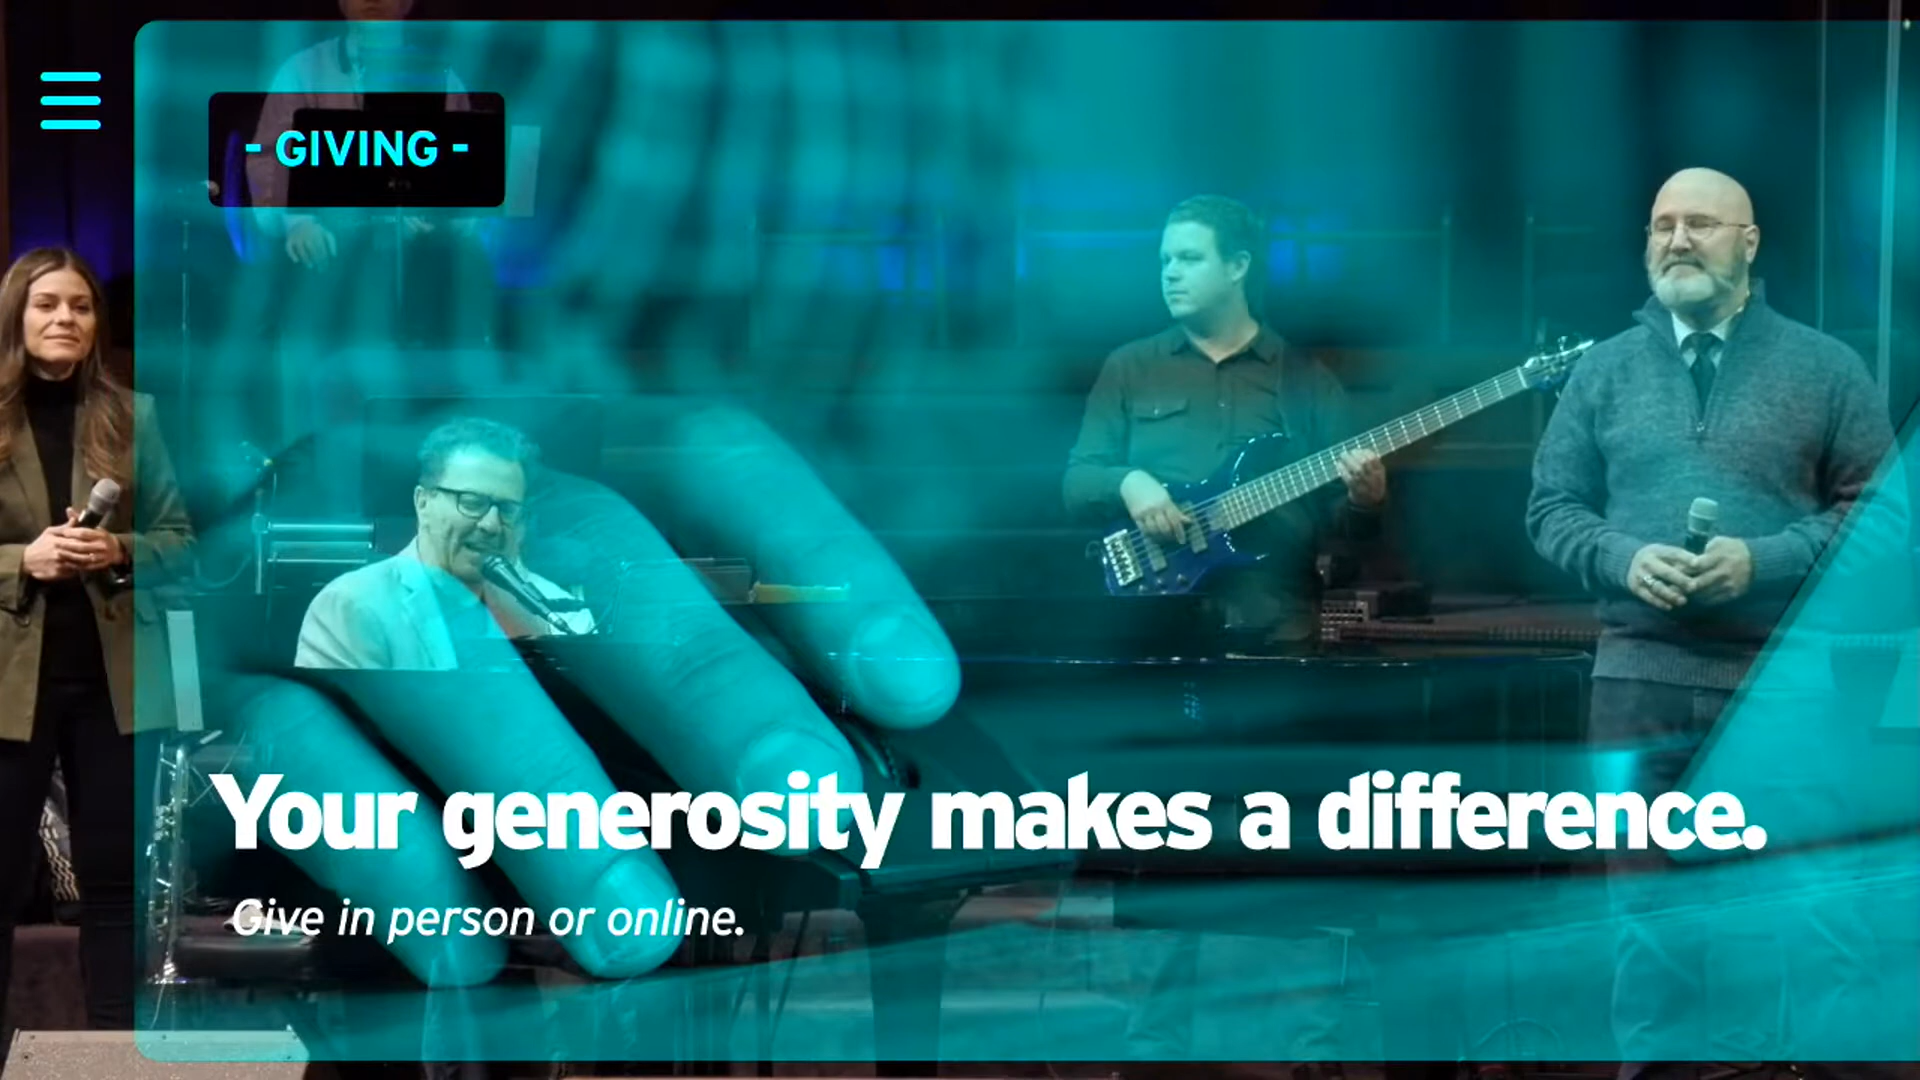 - GIVING -
Your generosity makes a difference.
Give in person or online.